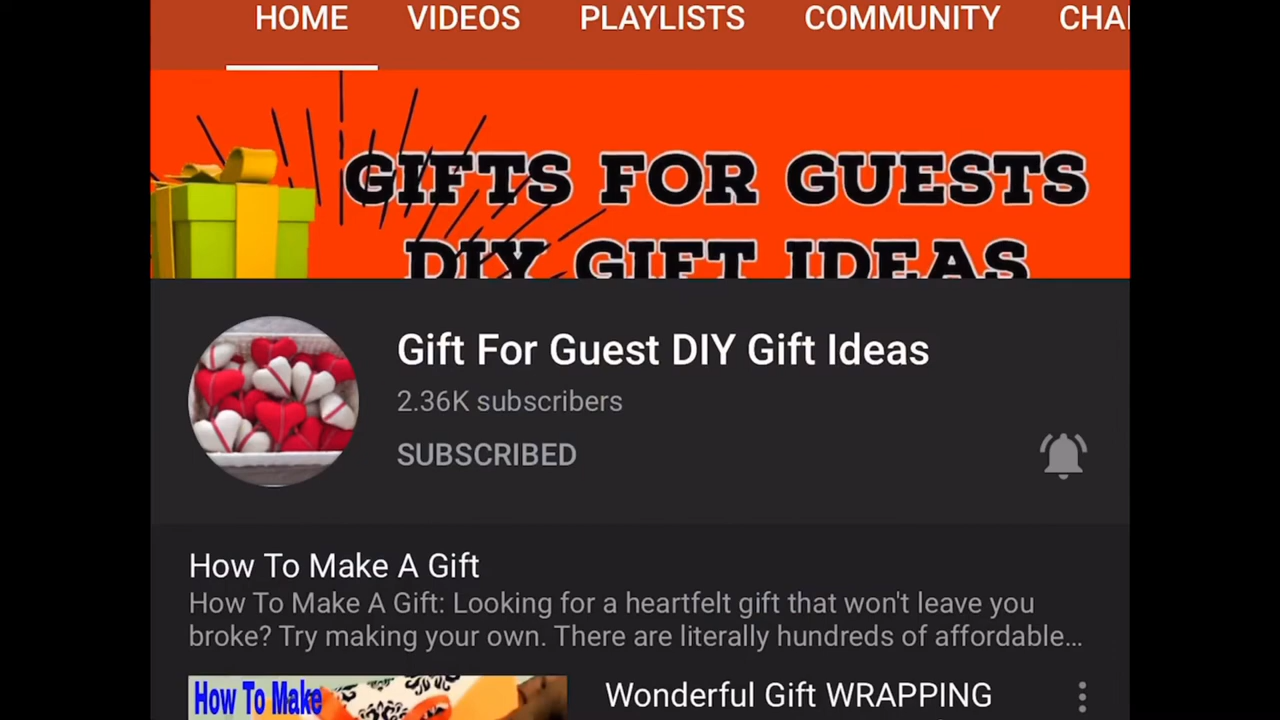 HOME VIDEOS PLAYLISTS COMMUNITY
GIFTS FOR GUESTS
DIY GIFT IDEAS
Gift For Guest DIY Gift Ideas
2.36K subscribers
SUBSCRIBED
How To Make A Gift
How To Make A Gift: Looking for a heartfelt gift that won't leave you
broke? Try making your own. There are literally hundreds of affordable...
How To Make
Wonderful Gift WRAPPING